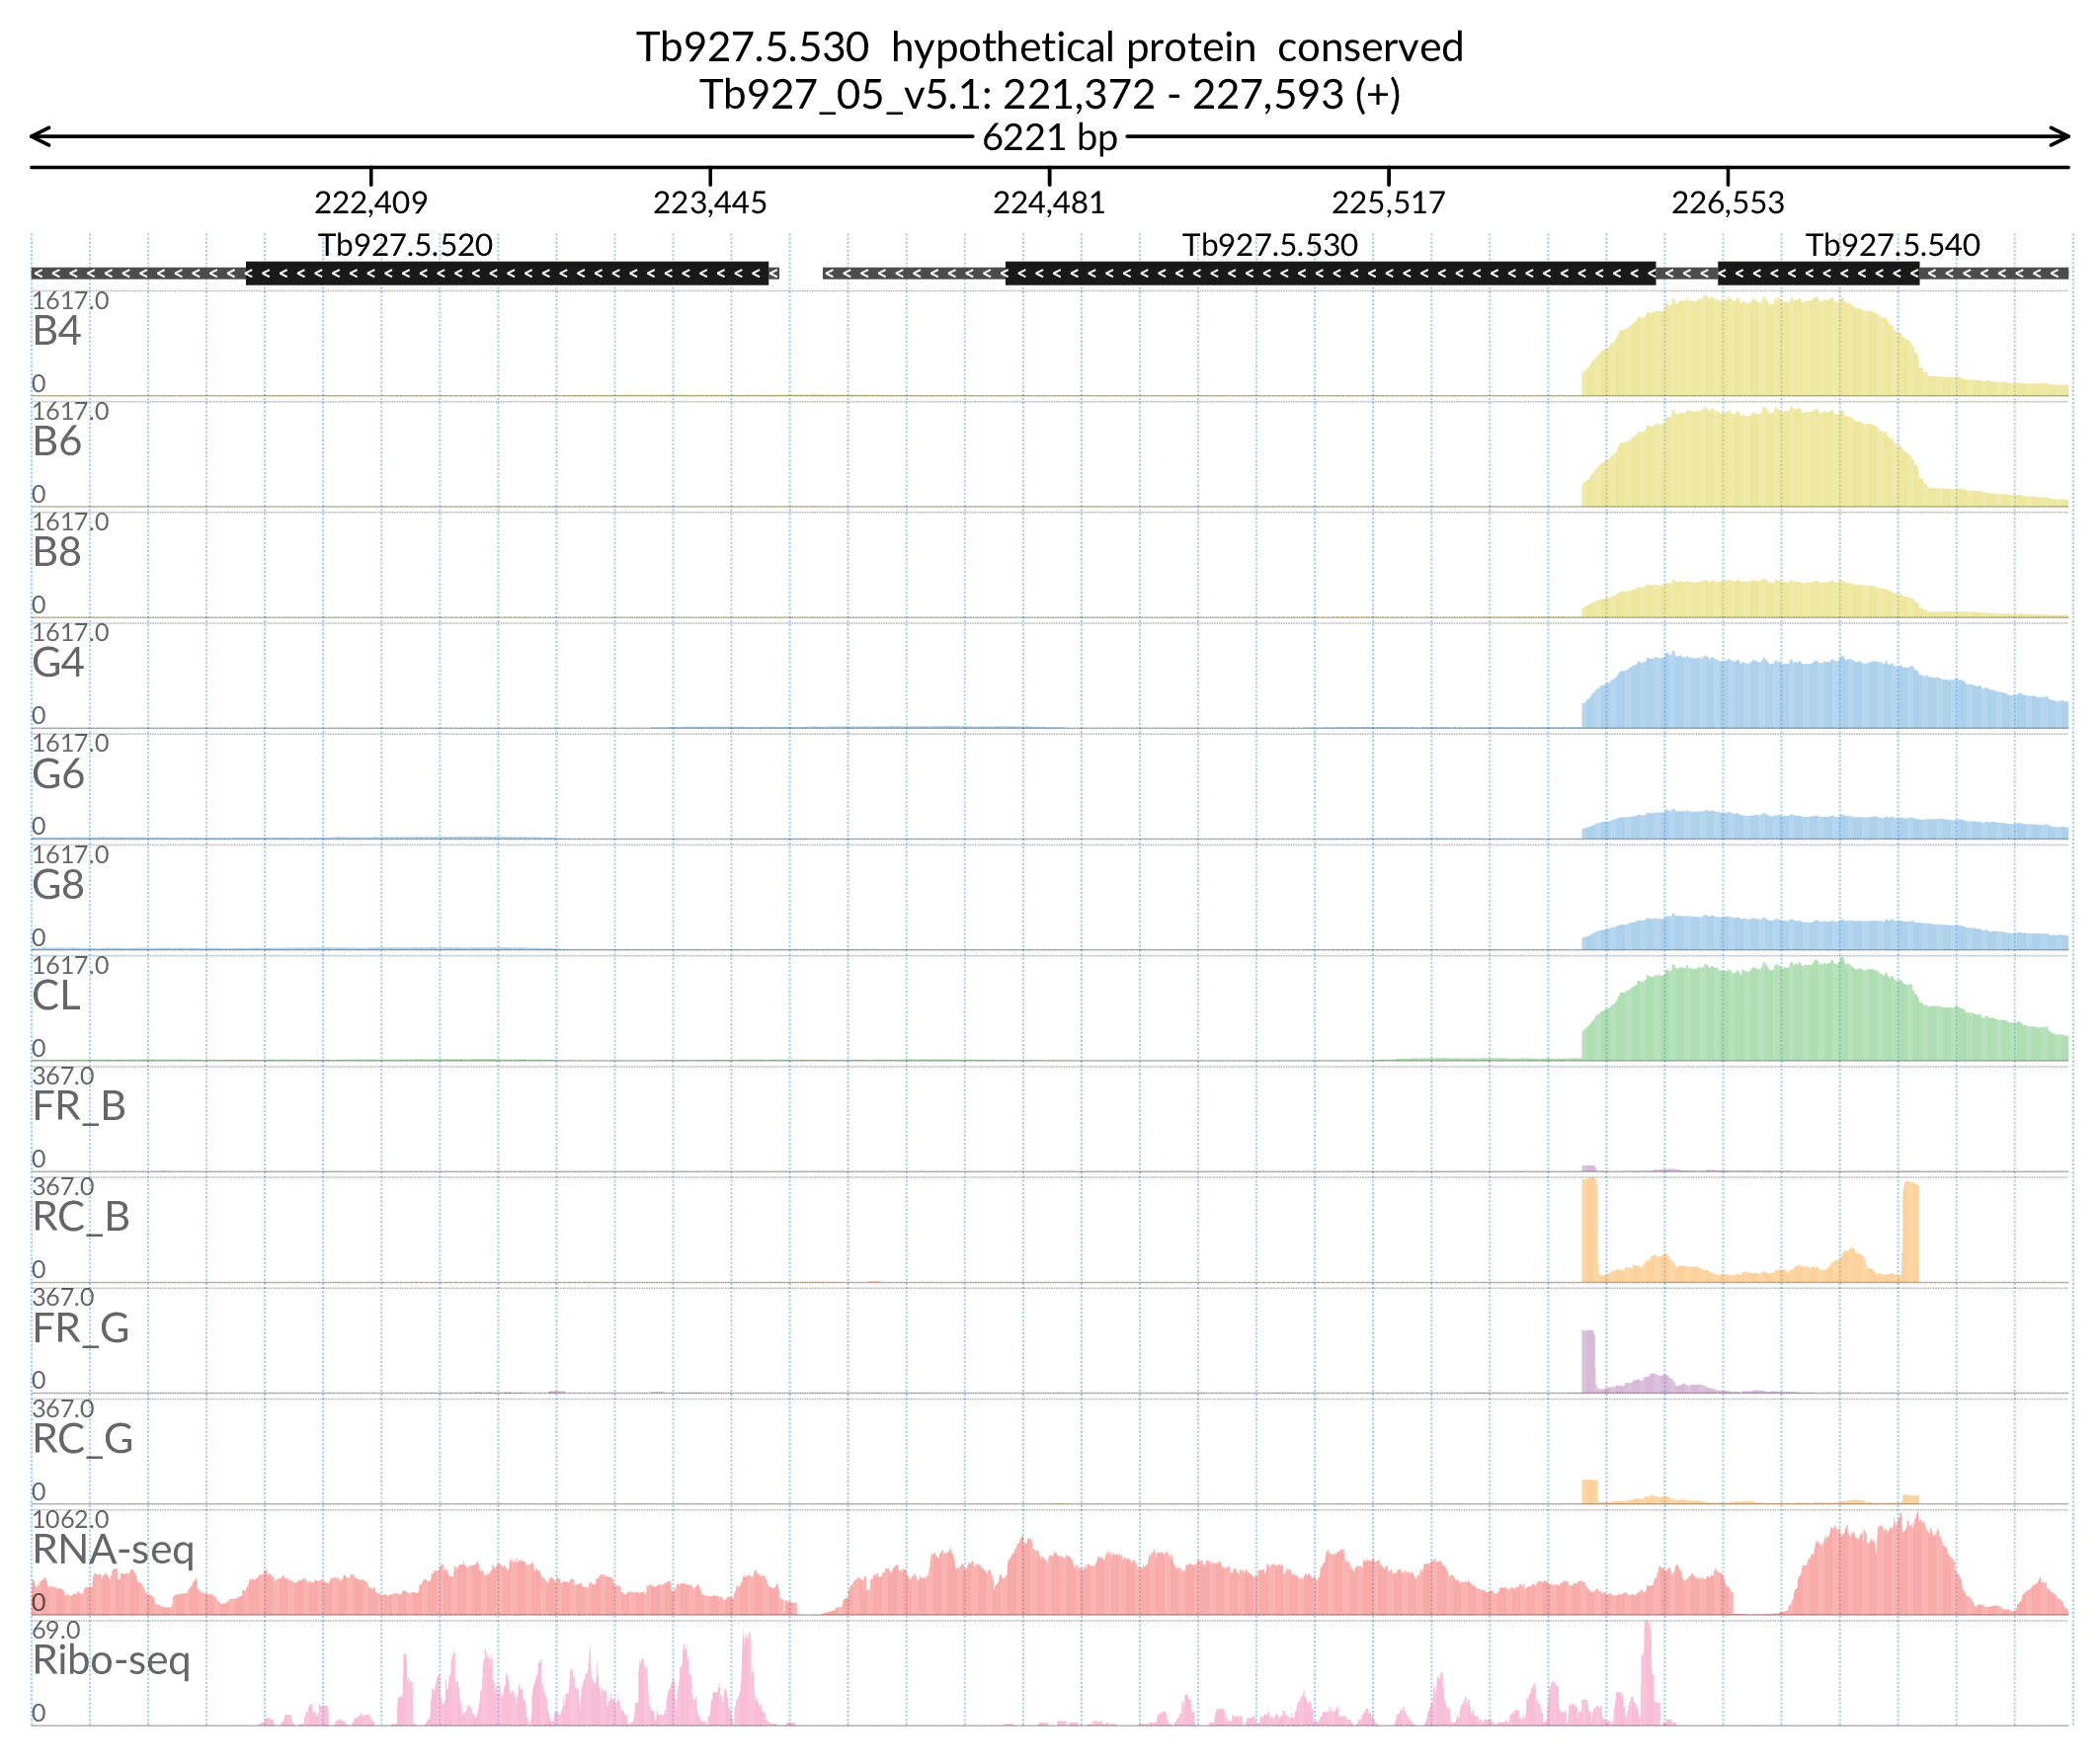 Tb927.5.530  hypothetical protein  conserved
Tb927_05_v5.1: 221,372 - 227,593 (+)
6221 bp
222,409 223,445 224,481 225,517 226,553
Tb927.5.520 Tb927.5.530 Tb927.5.540
1617.0
B4
0
1617.0
B6
0
1617.0
B8
0
1617.0
G4
0
1617.0
G6
0
1617.0
G8
0
1617.0
CL
0
367.0
FR_B
0
367.0
RC_B
0
367.0
FR_G
0
367.0
RC_G
0
1062.0
RNA-seq
0
69.0
Ribo-seq
0